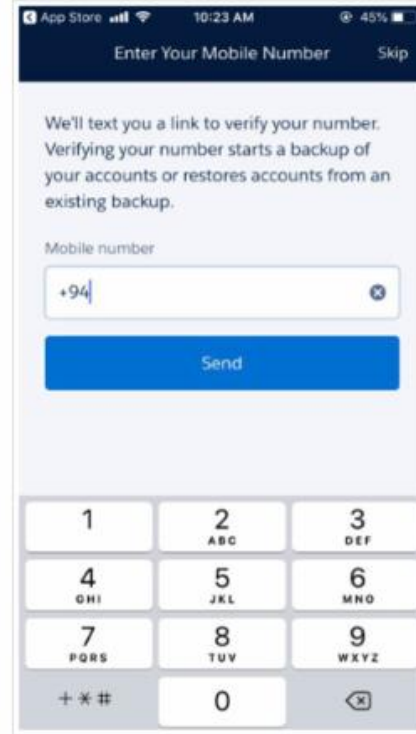 App Store 10:23 AM 45%
Enter Your Mobile Number Skip
We'll text you a link to verify your number.
Verifying your number starts a backup of
your accounts or restores accounts from an
existing backup.
Mobile number
+94
Send
1 2 3
ABC DEF
4 5 6
GHI JKL MNO
7 8 9
PQRS TUV WXYZ
+*# 0